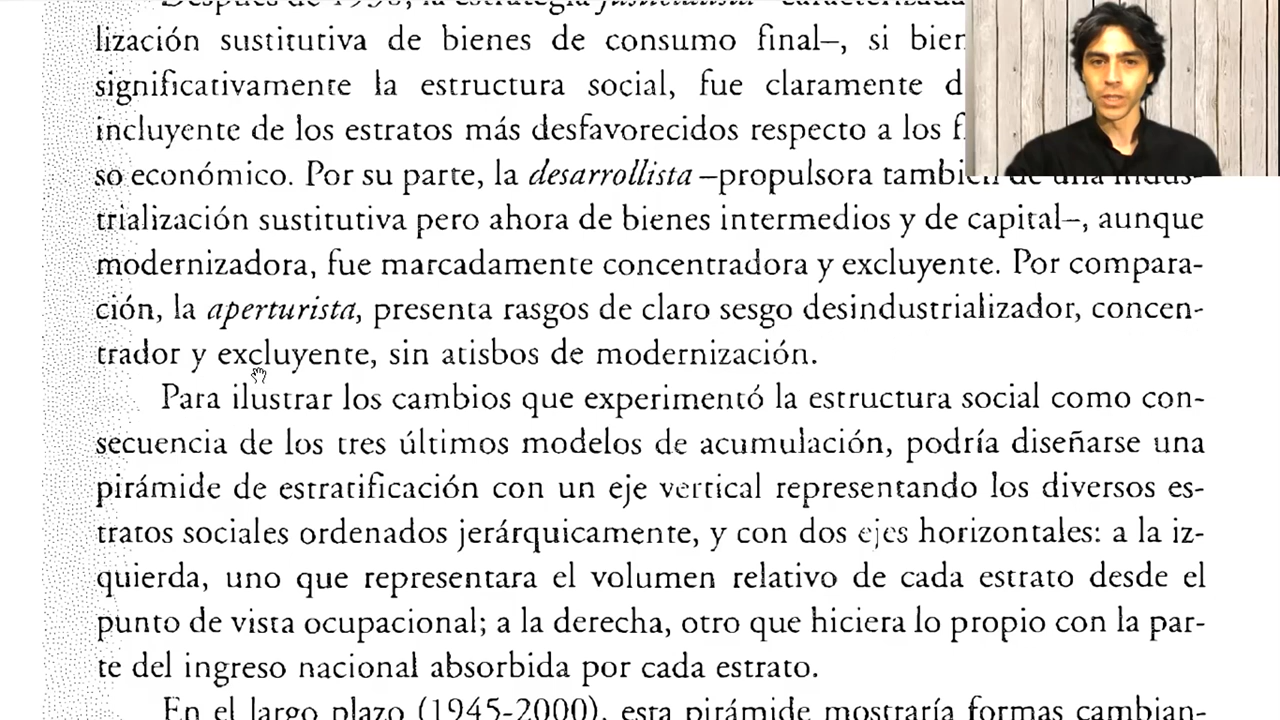 lización sustitutiva de bienes de consumo final–, si bien
significativamente la estructura social, fue claramente
incluyente de los estratos más desfavorecidos respecto a los
so económico. Por su parte, la desarrollista –propulsora también de una indus-
trialización sustitutiva pero ahora de bienes intermedios y de capital–, aunque
modernizadora, fue marcadamente concentradora y excluyente. Por compara-
ción, la aperturista, presenta rasgos de claro sesgo desindustrializador, concen-
trador y excluyente, sin atisbos de modernización.
Para ilustrar los cambios que experimentó la estructura social como con-
secuencia de los tres últimos modelos de acumulación, podría diseñarse una
pirámide de estratificación con un eje vertical representando los diversos es-
tratos sociales ordenados jerárquicamente, y con dos ejes horizontales: a la iz-
quierda, uno que representara el volumen relativo de cada estrato desde el
punto de vista ocupacional; a la derecha, otro que hiciera lo propio con la par-
te del ingreso nacional absorbida por cada estrato.
En el largo plazo (1945-2000), esta pirámide mostraría formas cambian-